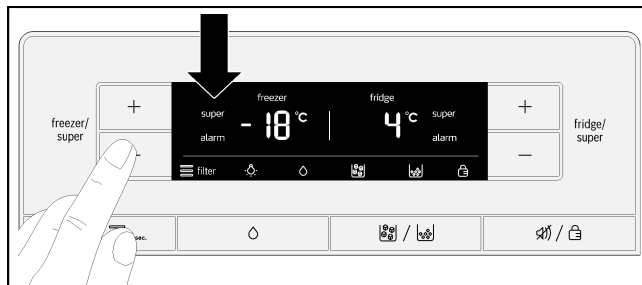 freezer
fridge
freezer/
super
+
super
alarm
- 18 °C
4 °C
super
alarm
+
−
fridge/
super
filter
sec.
/
/